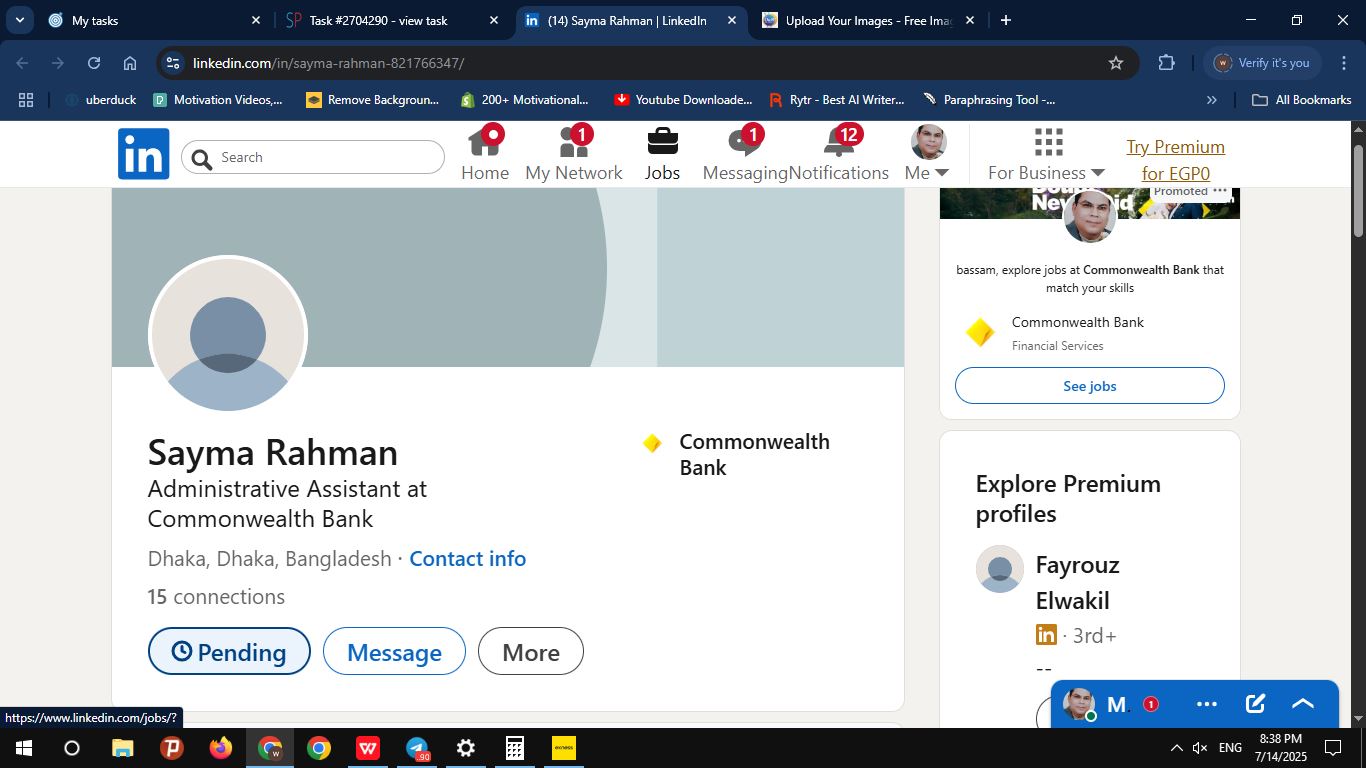 My tasks
SP Task #2704290 - view task
in (14) Sayma Rahman | LinkedIn
Upload Your Images - Free Imag
linkedin.com/in/sayma-rahman-821766347/
w Verify it's you
uberduck
Motivation Videos,...
Remove Backgroun...
200+ Motivational...
Youtube Downloade...
Rytr - Best AI Writer...
Paraphrasing Tool -...
All Bookmarks
in
Search
Home
1
My Network
Jobs
1
Messaging
12
Notifications
Me
For Business
Try Premium
for EGP0
Promoted
bassam, explore jobs at Commonwealth Bank that
match your skills
Commonwealth Bank
Financial Services
See jobs
Sayma Rahman
Commonwealth
Bank
Administrative Assistant at
Commonwealth Bank
Dhaka, Dhaka, Bangladesh · Contact info
15 connections
Pending
Message
More
Explore Premium
profiles
Fayrouz
Elwakil
in · 3rd+
--
M.
1
https://www.linkedin.com/jobs/?
90
exness
ENG
8:38 PM
7/14/2025